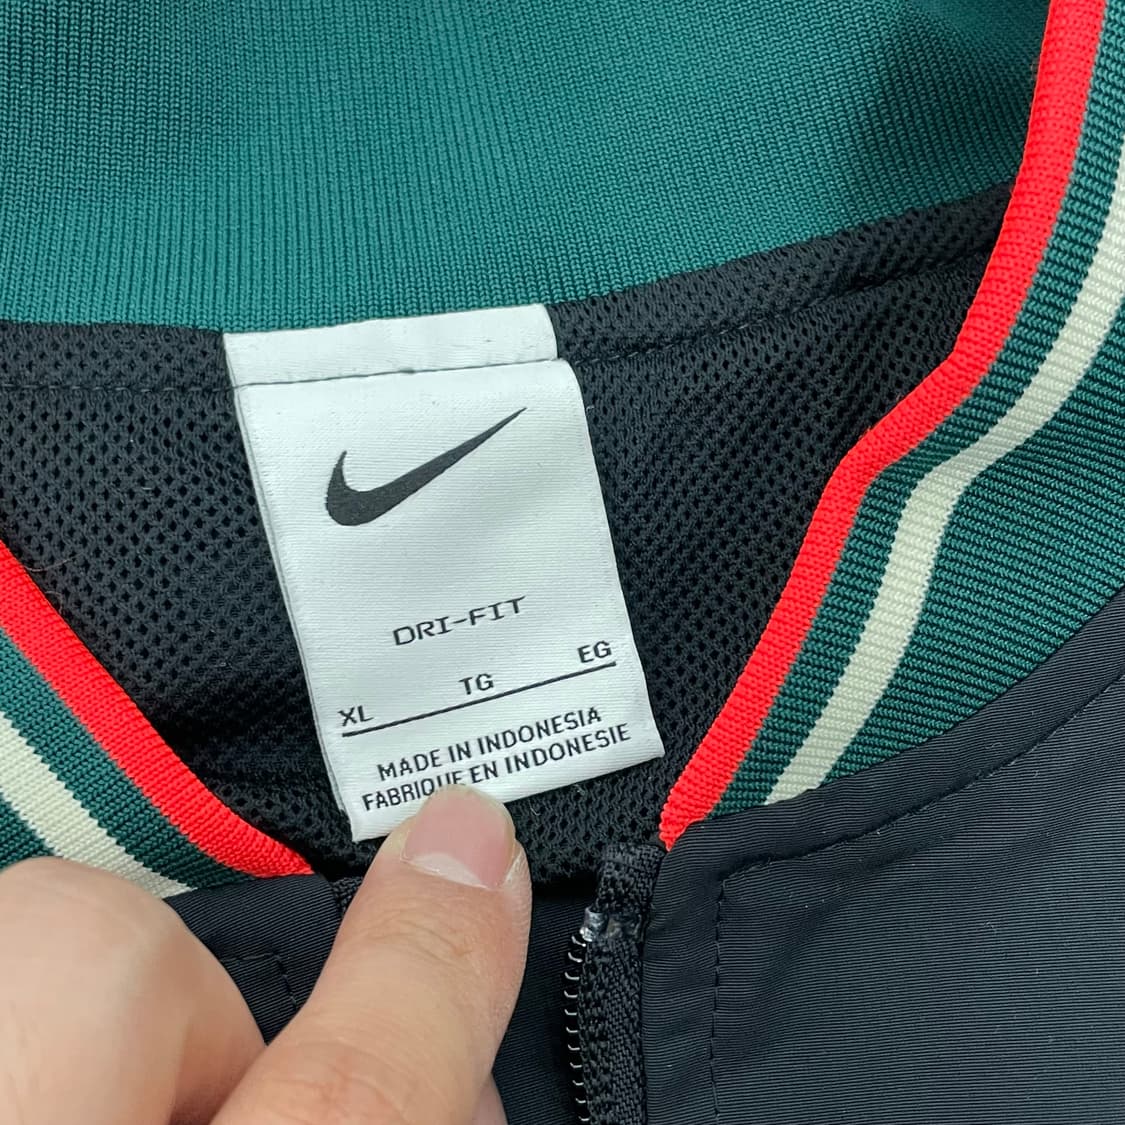 DRI-FIT
XL TG EG
MADE IN INDONESIA
FABRIQUE EN INDONESIE